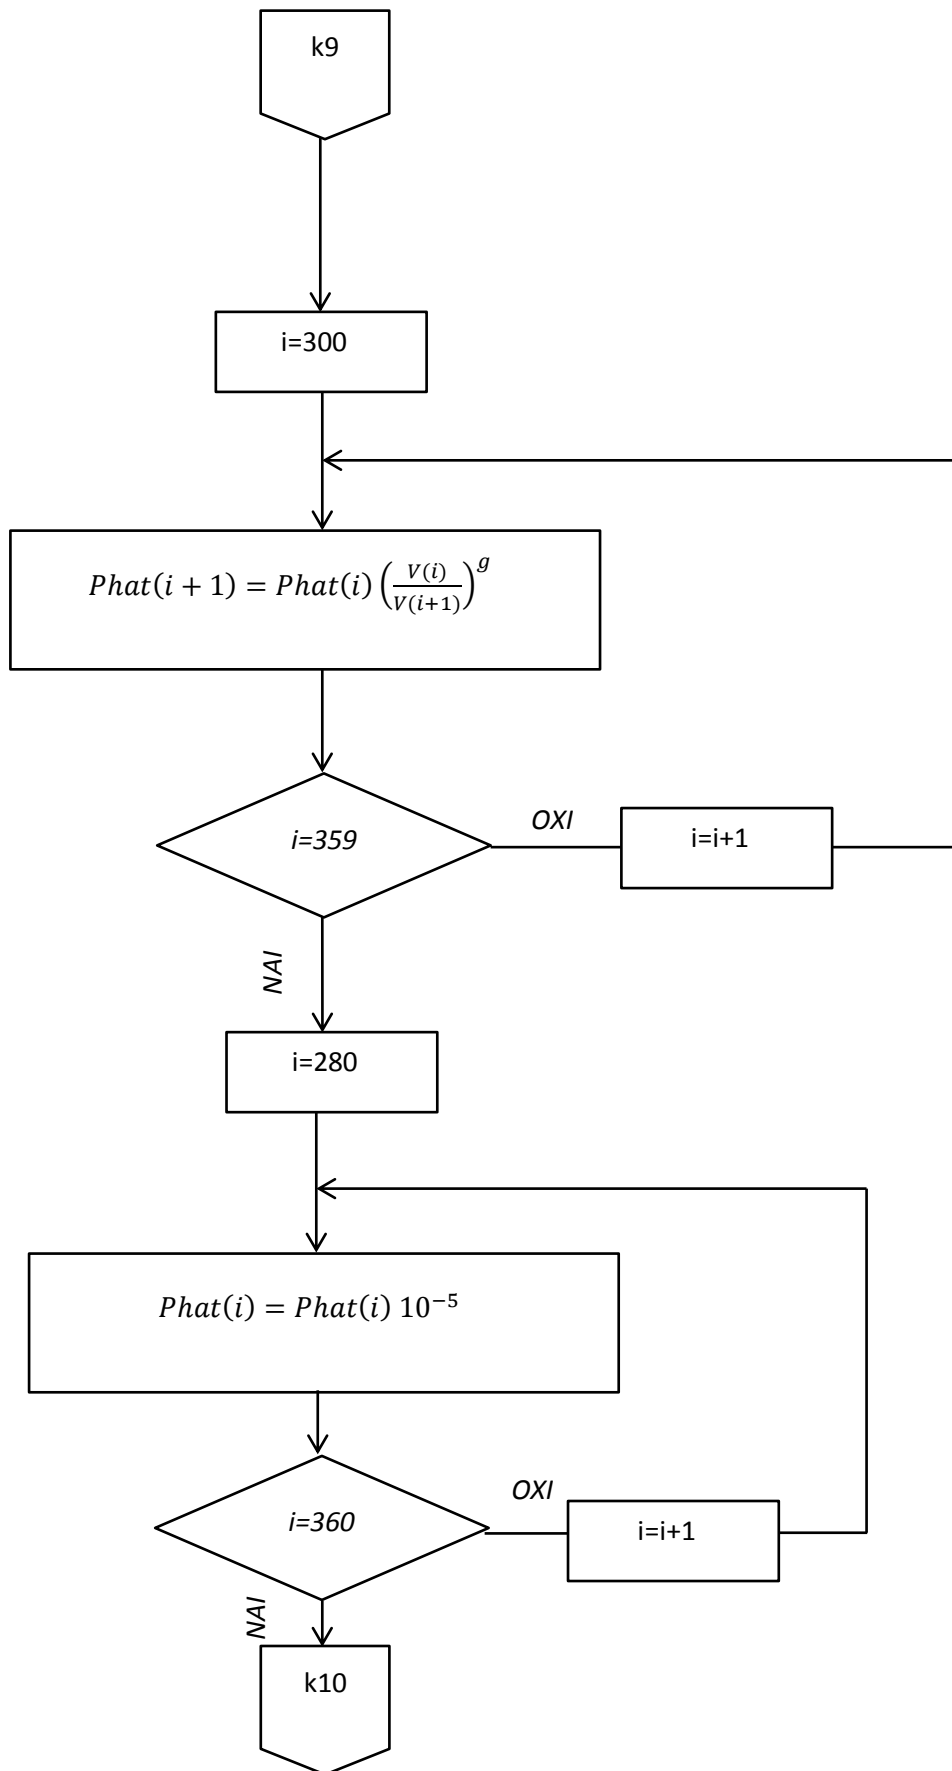 k9
i=300
Phat(i + 1) = Phat(i) (V(i)/V(i+1))^g
i=359
OXI
i=i+1
NAI
i=280
Phat(i) = Phat(i) 10^−5
i=360
OXI
i=i+1
NAI
k10